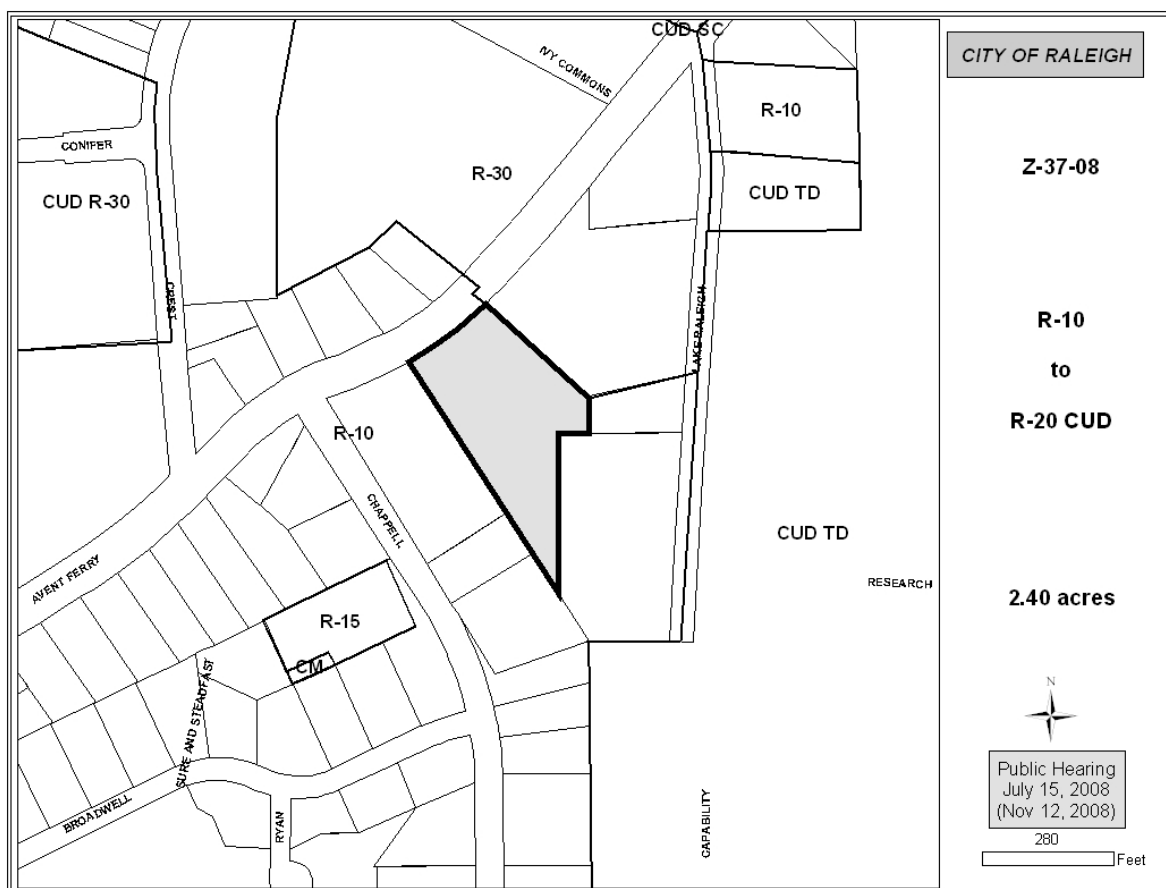 CUD SC
CITY OF RALEIGH
IVY COMMONS
R-10
CONIFER
Z-37-08
R-30
CUD TD
CUD R-30
CREST
LAKE RALEIGH
R-10
to
R-20 CUD
R-10
CHAPPELL
CUD TD
AVENT FERRY
RESEARCH
2.40 acres
R-15
CM
SURE AND STEADFAST
N
Public Hearing
July 15, 2008
(Nov 12, 2008)
BROADWELL
RYAN
CAPABILITY
280
Feet